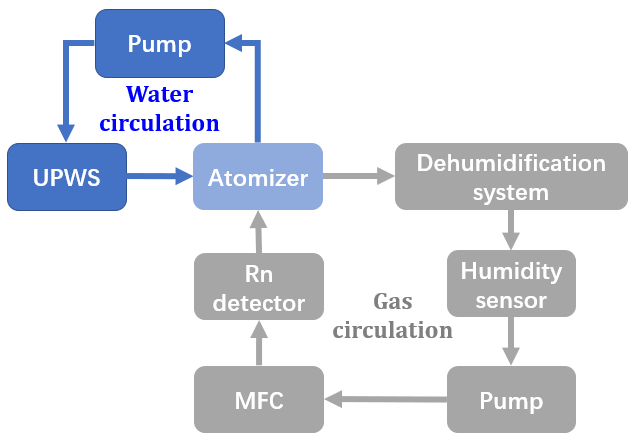 Pump
Water
circulation
UPWS
Atomizer
Dehumidification
system
Rn
detector
Humidity
sensor
Gas
circulation
MFC
Pump